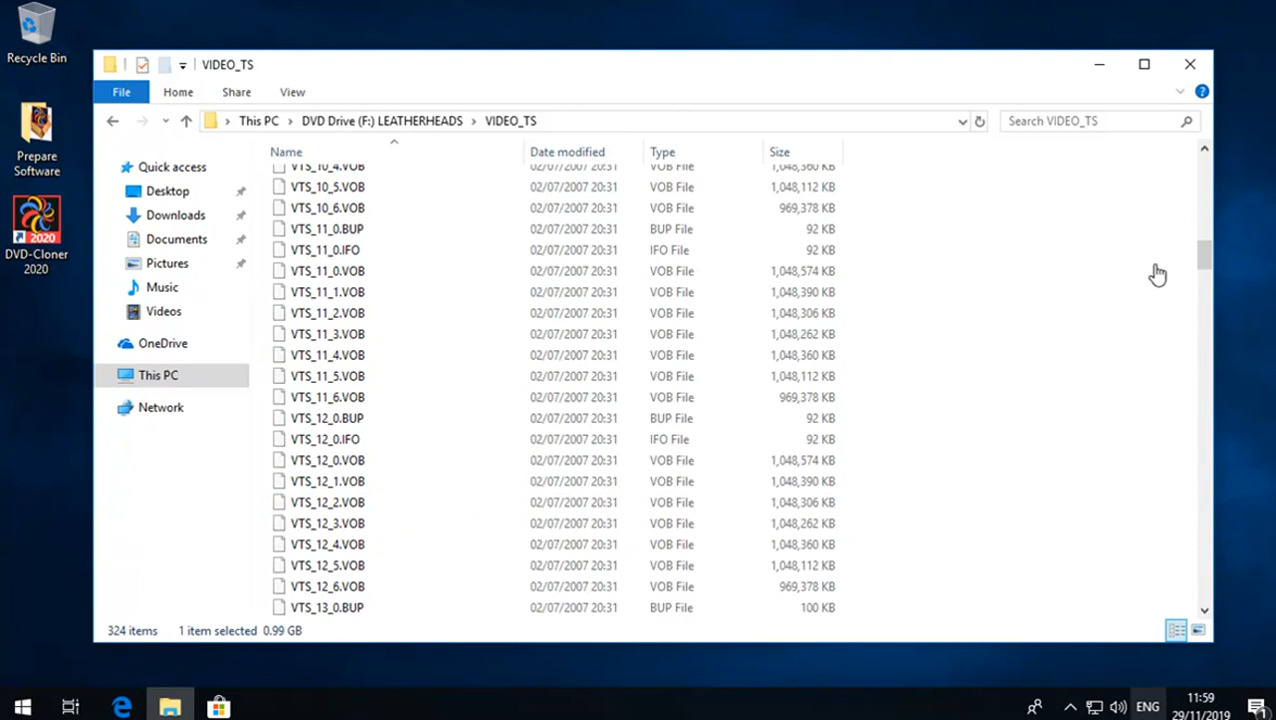 Recycle Bin
Prepare
Software
2020
DVD-Cloner
2020
VIDEO_TS
File Home Share View
This PC DVD Drive (F:) LEATHERHEADS VIDEO_TS
Search VIDEO_TS
Name Date modified Type Size
Quick access
Desktop
Downloads
Documents
Pictures
Music
Videos
OneDrive
This PC
Network
VTS_10_4.VOB 02/07/2007 20:31 VOB File 1,048,360 KB
VTS_10_5.VOB 02/07/2007 20:31 VOB File 1,048,112 KB
VTS_10_6.VOB 02/07/2007 20:31 VOB File 969,378 KB
VTS_11_0.BUP 02/07/2007 20:31 BUP File 92 KB
VTS_11_0.IFO 02/07/2007 20:31 IFO File 92 KB
VTS_11_0.VOB 02/07/2007 20:31 VOB File 1,048,574 KB
VTS_11_1.VOB 02/07/2007 20:31 VOB File 1,048,390 KB
VTS_11_2.VOB 02/07/2007 20:31 VOB File 1,048,306 KB
VTS_11_3.VOB 02/07/2007 20:31 VOB File 1,048,262 KB
VTS_11_4.VOB 02/07/2007 20:31 VOB File 1,048,360 KB
VTS_11_5.VOB 02/07/2007 20:31 VOB File 1,048,112 KB
VTS_11_6.VOB 02/07/2007 20:31 VOB File 969,378 KB
VTS_12_0.BUP 02/07/2007 20:31 BUP File 92 KB
VTS_12_0.IFO 02/07/2007 20:31 IFO File 92 KB
VTS_12_0.VOB 02/07/2007 20:31 VOB File 1,048,574 KB
VTS_12_1.VOB 02/07/2007 20:31 VOB File 1,048,390 KB
VTS_12_2.VOB 02/07/2007 20:31 VOB File 1,048,306 KB
VTS_12_3.VOB 02/07/2007 20:31 VOB File 1,048,262 KB
VTS_12_4.VOB 02/07/2007 20:31 VOB File 1,048,360 KB
VTS_12_5.VOB 02/07/2007 20:31 VOB File 1,048,112 KB
VTS_12_6.VOB 02/07/2007 20:31 VOB File 969,378 KB
VTS_13_0.BUP 02/07/2007 20:31 BUP File 100 KB
324 items 1 item selected 0.99 GB
ENG
11:59
29/11/2019
1